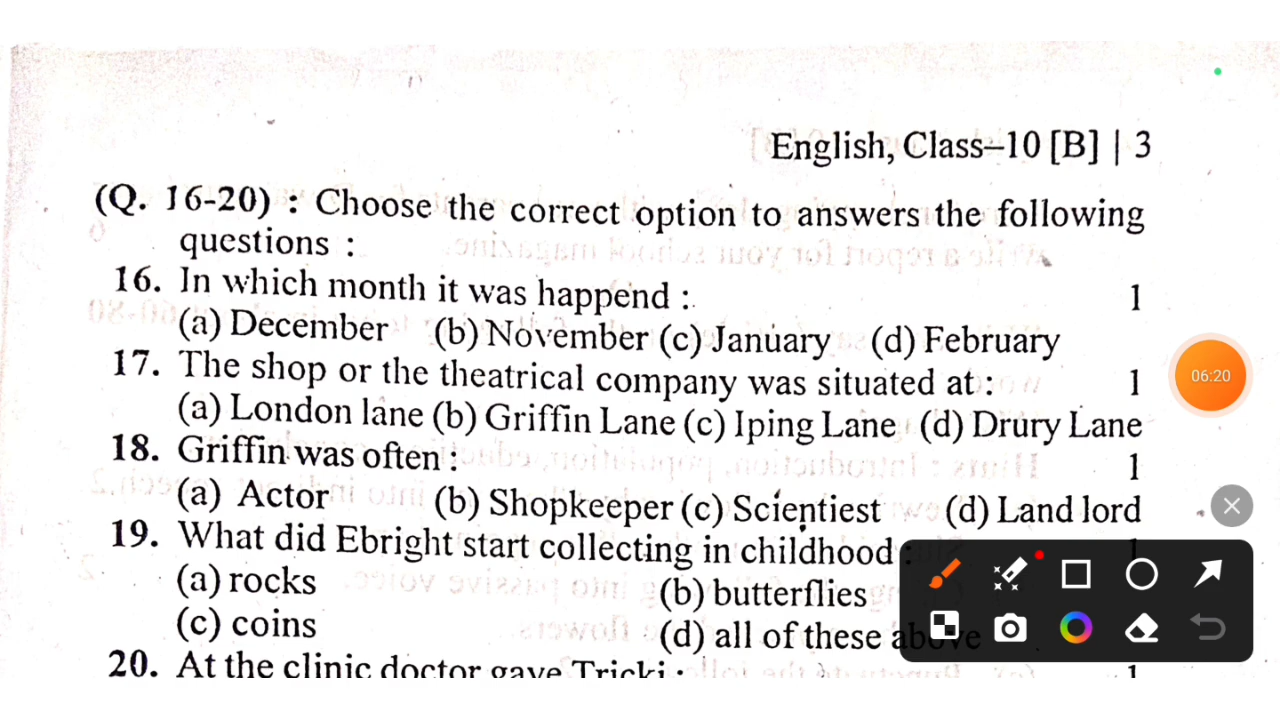 English, Class–10 [B] | 3
(Q. 16-20) : Choose the correct option to answers the following
questions :
16. In which month it was happend : 1
(a) December (b) November (c) January (d) February
17. The shop or the theatrical company was situated at : 1
(a) London lane (b) Griffin Lane (c) Iping Lane (d) Drury Lane
18. Griffin was often : 1
(a) Actor (b) Shopkeeper (c) Scientiest (d) Land lord
19. What did Ebright start collecting in childhood : 1
(a) rocks (b) butterflies
(c) coins (d) all of these above
20. At the clinic doctor gave Tricki : 1
06:20